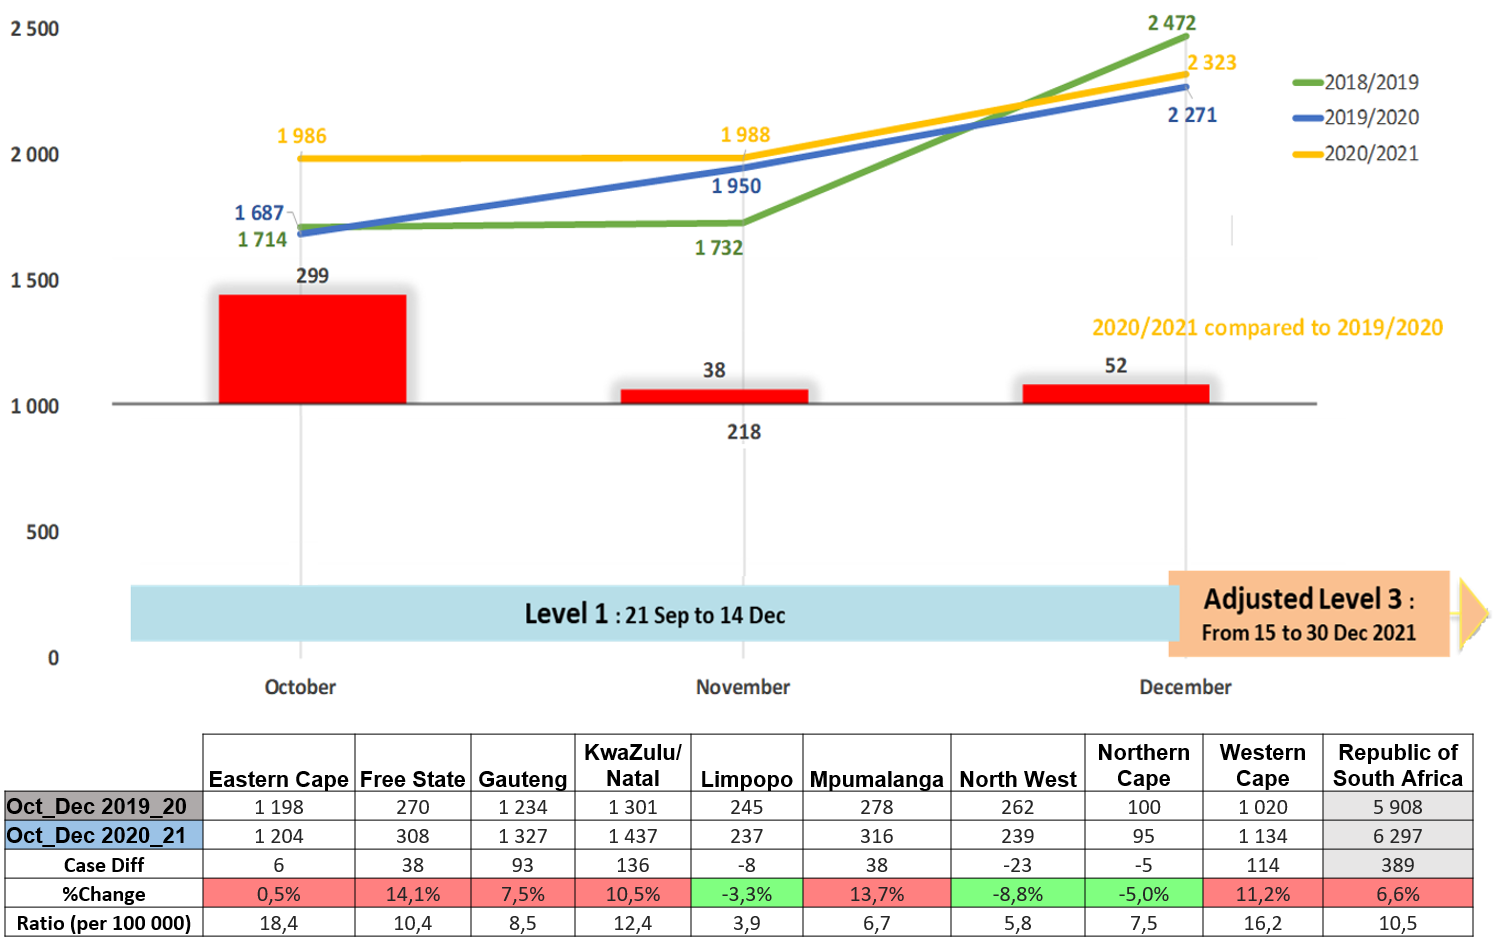 2 500
2 000
1 500
1 000
500
0
2 472
2 323
2 271
1 986
1 988
1 950
1 687
1 714
1 732
2018/2019
2019/2020
2020/2021
299
38
52
218
2020/2021 compared to 2019/2020
Level 1 : 21 Sep to 14 Dec
Adjusted Level 3 :
From 15 to 30 Dec 2021
October November December
Eastern Cape Free State Gauteng KwaZulu/ Natal Limpopo Mpumalanga North West Northern Cape Western Cape Republic of South Africa
Oct_Dec 2019_20 1 198 270 1 234 1 301 245 278 262 100 1 020 5 908
Oct_Dec 2020_21 1 204 308 1 327 1 437 237 316 239 95 1 134 6 297
Case Diff 6 38 93 136 -8 38 -23 -5 114 389
%Change 0,5% 14,1% 7,5% 10,5% -3,3% 13,7% -8,8% -5,0% 11,2% 6,6%
Ratio (per 100 000) 18,4 10,4 8,5 12,4 3,9 6,7 5,8 7,5 16,2 10,5